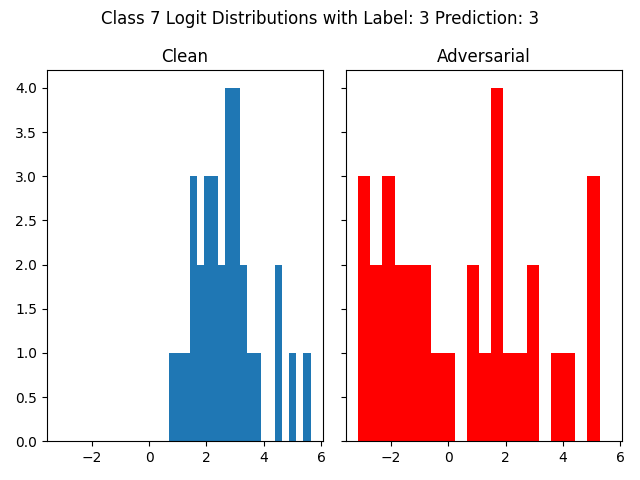 Class 7 Logit Distributions with Label: 3 Prediction: 3
Clean
Adversarial
4.0
3.5
3.0
2.5
2.0
1.5
1.0
0.5
0.0
−2 0 2 4 6
−2 0 2 4 6